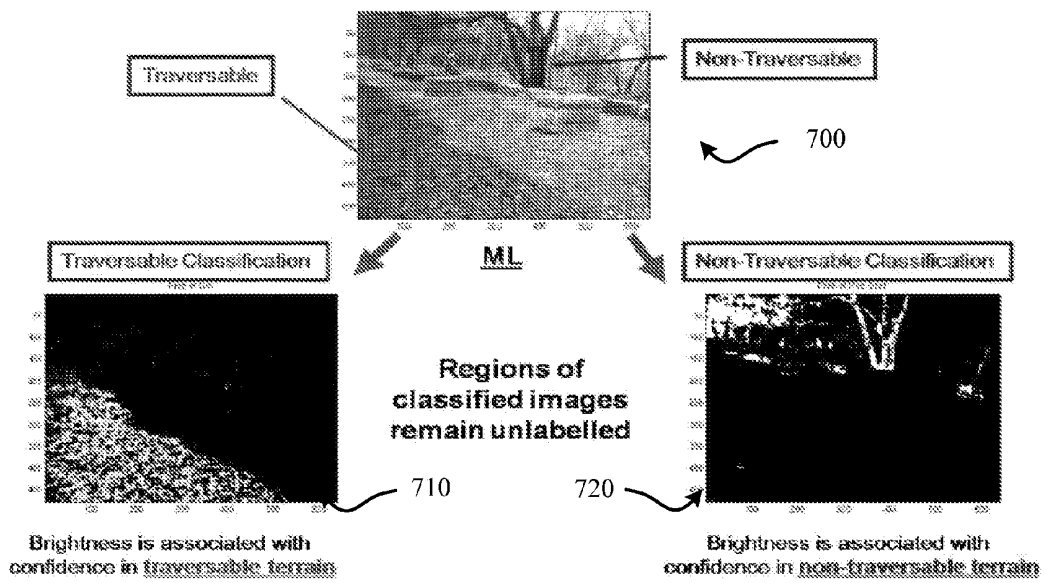 Traversable
Non-Traversable
700
ML
Traversable Classification
Non-Traversable Classification
Regions of
classified images
remain unlabelled
710
720
Brightness is associated with
confidence in traversable terrain
Brightness is associated with
confidence in non-traversable terrain